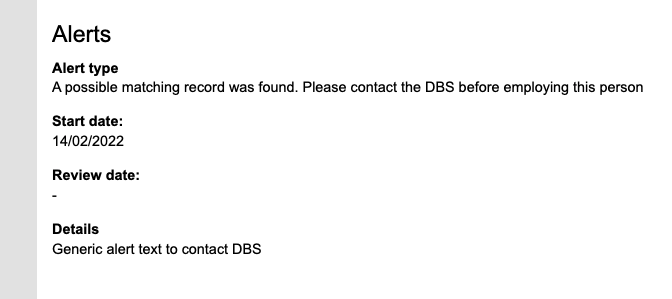 Alerts
Alert type
A possible matching record was found. Please contact the DBS before employing this person
Start date:
14/02/2022
Review date:
-
Details
Generic alert text to contact DBS